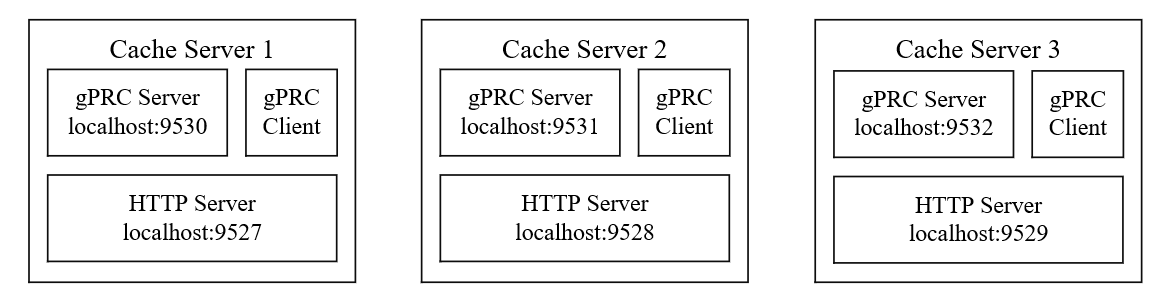 Cache Server 1
gPRC Server
localhost:9530
gPRC
Client
HTTP Server
localhost:9527
Cache Server 2
gPRC Server
localhost:9531
gPRC
Client
HTTP Server
localhost:9528
Cache Server 3
gPRC Server
localhost:9532
gPRC
Client
HTTP Server
localhost:9529